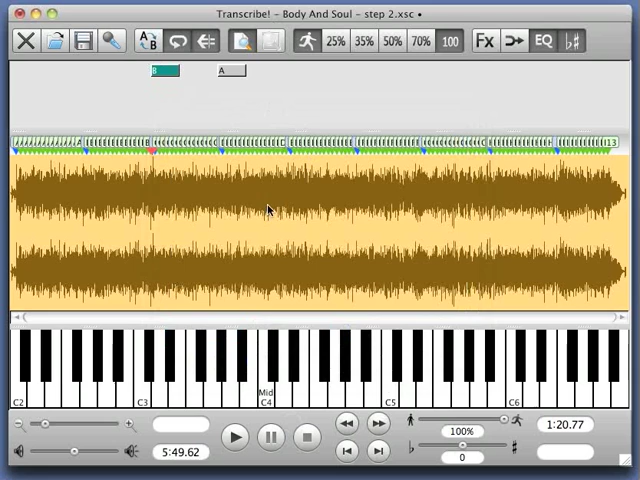 Transcribe! - Body And Soul - step 2.xsc •
A B 25% 35% 50% 70% 100 Fx EQ b♯
A
13
Mid
C2 C3 C4 C5 C6
100% 1:20.77
5:49.62 ♭ ♯
0